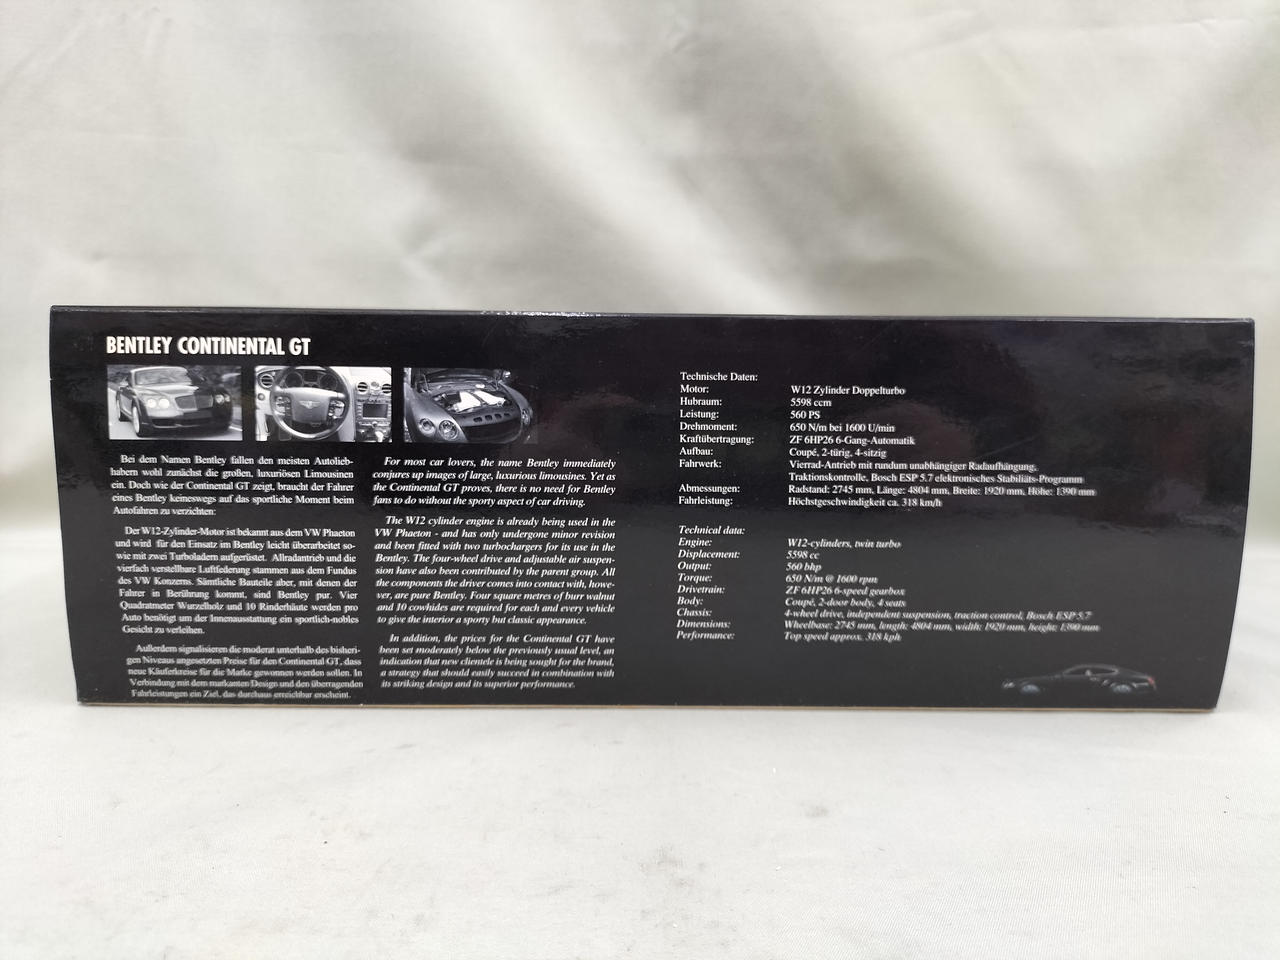 BENTLEY CONTINENTAL GT
Bei dem Namen Bentley fallen den meisten Autolieb-
habern wohl zunächst die großen, luxuriösen Limousinen
ein. Doch wie der Continental GT zeigt, braucht der Fahrer
eines Bentley keineswegs auf das sportliche Moment beim
Autofahren zu verzichten:
Der W12-Zylinder-Motor ist bekannt aus dem VW Phaeton
und wird für den Einsatz im Bentley leicht überarbeitet so-
wie mit zwei Turboladern aufgerüstet. Allradantrieb und die
vierfach verstellbare Luftfederung stammen aus dem Fundus
des VW Konzerns. Sämtliche Bauteile aber, mit denen der
Fahrer in Berührung kommt, sind Bentley pur. Vier
Quadratmeter Wurzelholz und 10 Rinderhäute werden pro
Auto benötigt um der Innenausstattung ein sportlich-nobles
Gesicht zu verleihen.
Außerdem signalisieren die moderat unterhalb des bisheri-
gen Niveaus angesetzten Preise für den Continental GT, dass
neue Käuferkreise für die Marke gewonnen werden sollen. In
Verbindung mit dem markanten Design und den überragenden
Fahrleistungen ein Ziel, das durchaus erreichbar erscheint.
For most car lovers, the name Bentley immediately
conjures up images of large, luxurious limousines. Yet as
the Continental GT proves, there is no need for Bentley
fans to do without the sporty aspect of car driving.
The W12 cylinder engine is already being used in the
VW Phaeton - and has only undergone minor revision
and been fitted with two turbochargers for its use in the
Bentley. The four-wheel drive and adjustable air suspen-
sion have also been contributed by the parent group. All
the components the driver comes into contact with, howe-
ver, are pure Bentley. Four square metres of burr walnut
and 10 cowhides are required for each and every vehicle
to give the interior a sporty but classic appearance.
In addition, the prices for the Continental GT have
been set moderately below the previously usual level, an
indication that new clientele is being sought for the brand,
a strategy that should easily succeed in combination with
its striking design and its superior performance.
Technische Daten:
Motor: W12 Zylinder Doppelturbo
Hubraum: 5598 ccm
Leistung: 560 PS
Drehmoment: 650 N/m bei 1600 U/min
Kraftübertragung: ZF 6HP26 6-Gang-Automatik
Aufbau: Coupé, 2-türig, 4-sitzig
Fahrwerk: Vierrad-Antrieb mit rundum unabhängiger Radaufhängung,
Traktionskontrolle, Bosch ESP 5.7 elektronisches Stabiliäts-Programm
Abmessungen: Radstand: 2745 mm, Länge: 4804 mm, Breite: 1920 mm, Höhe: 1390 mm
Fahrleistung: Höchstgeschwindigkeit ca. 318 km/h
Technical data:
Engine: W12-cylinders, twin turbo
Displacement: 5598 cc
Output: 560 bhp
Torque: 650 N/m @ 1600 rpm
Drivetrain: ZF 6HP26 6-speed gearbox
Body: Coupé, 2-door body, 4 seats
Chassis: 4-wheel drive, independent suspension, traction control, Bosch ESP 5.7
Dimensions: Wheelbase: 2745 mm, length: 4804 mm, width: 1920 mm, height: 1390 mm
Performance: Top speed approx. 318 kph